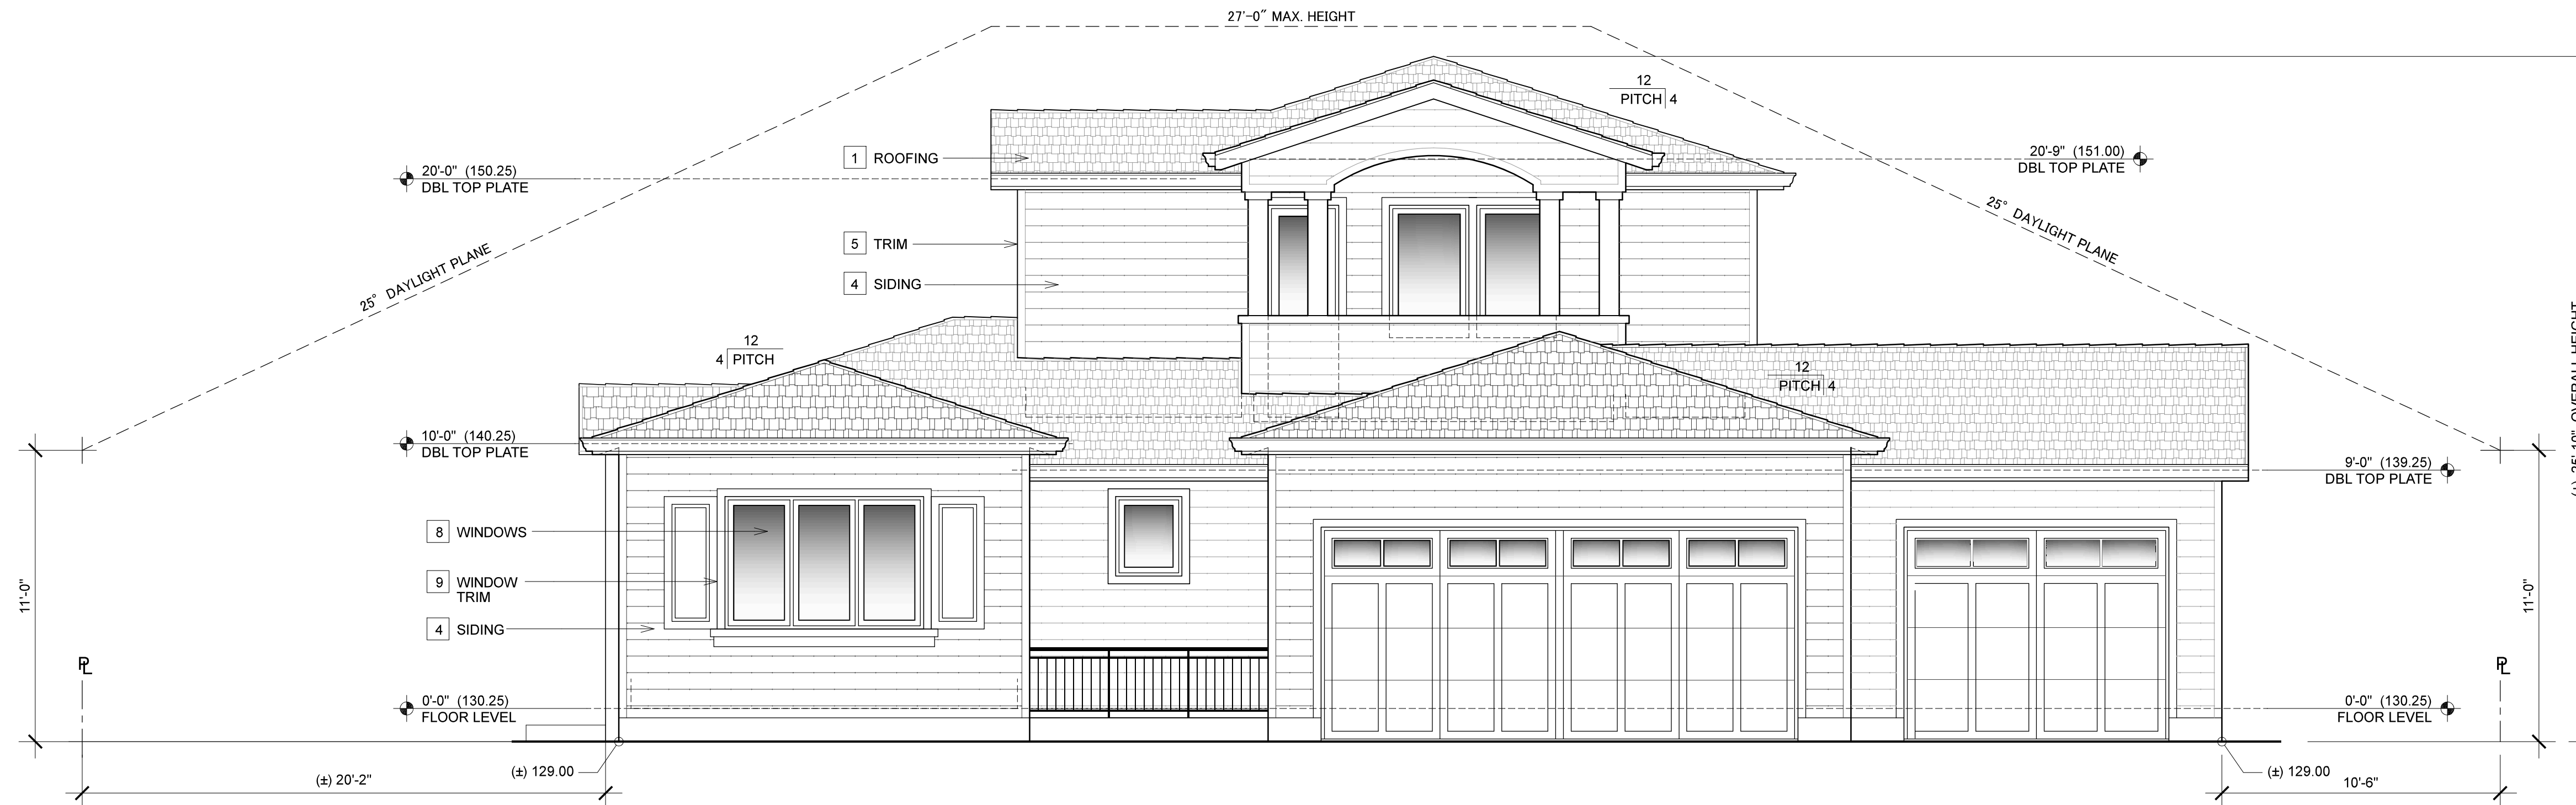 27'-0" MAX. HEIGHT
12
PITCH 4
1 ROOFING
20'-0" (150.25)
DBL TOP PLATE
20'-9" (151.00)
DBL TOP PLATE
25° DAYLIGHT PLANE
25° DAYLIGHT PLANE
5 TRIM
4 SIDING
12
4 PITCH
12
PITCH 4
10'-0" (140.25)
DBL TOP PLATE
9'-0" (139.25)
DBL TOP PLATE
8 WINDOWS
9 WINDOW
TRIM
4 SIDING
11'-0"
11'-0"
PL
PL
0'-0" (130.25)
FLOOR LEVEL
0'-0" (130.25)
FLOOR LEVEL
(±) 20'-2"
(±) 129.00
(±) 129.00
10'-6"